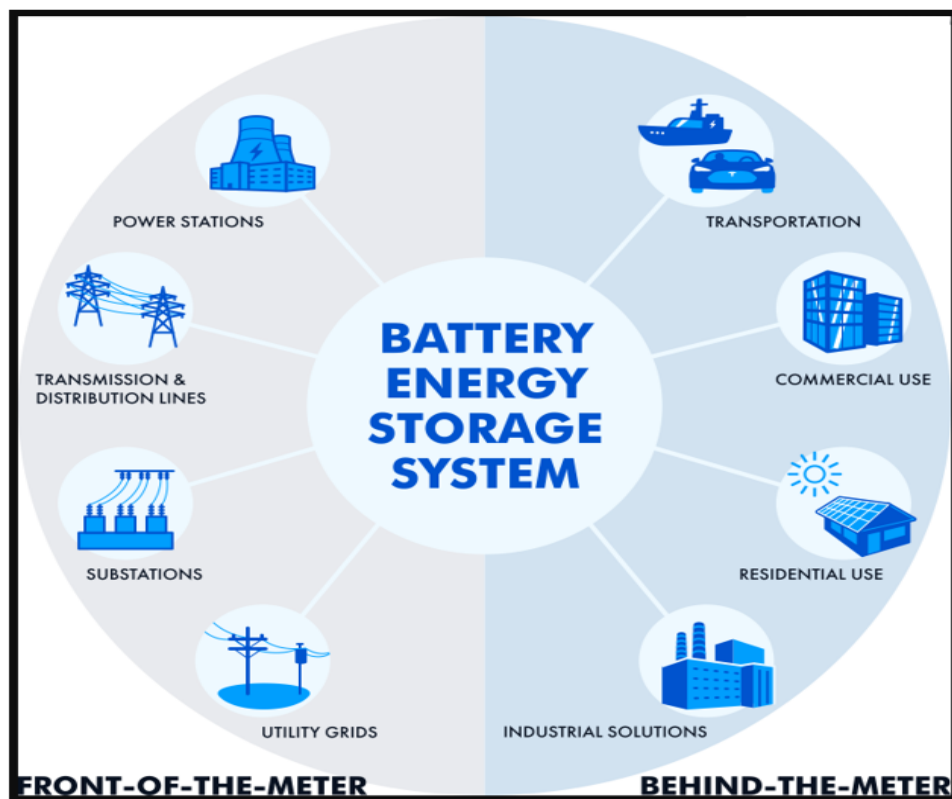 POWER STATIONS
TRANSMISSION &
DISTRIBUTION LINES
SUBSTATIONS
UTILITY GRIDS
BATTERY
ENERGY
STORAGE
SYSTEM
TRANSPORTATION
COMMERCIAL USE
RESIDENTIAL USE
INDUSTRIAL SOLUTIONS
FRONT-OF-THE-METER
BEHIND-THE-METER